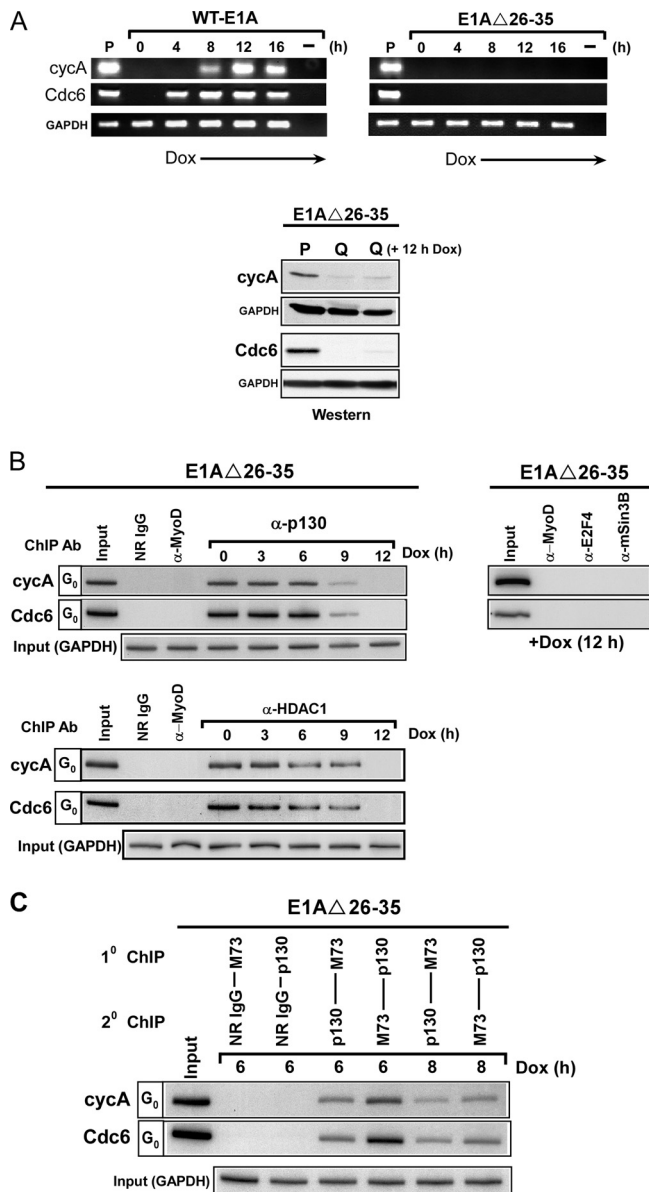 A
WT-E1A
P 0 4 8 12 16 – (h)
cycA
Cdc6
GAPDH
Dox
E1A△26-35
P 0 4 8 12 16 – (h)
Dox
E1A△26-35
P Q Q (+ 12 h Dox)
cycA
GAPDH
Cdc6
GAPDH
Western
B
E1A△26-35
ChIP Ab Input NR IgG α-MyoD α-p130
0 3 6 9 12 Dox (h)
cycA G0
Cdc6 G0
Input (GAPDH)
E1A△26-35
Input α–MyoD α-E2F4 α-mSin3B
+Dox (12 h)
ChIP Ab Input NR IgG α–MyoD α-HDAC1
0 3 6 9 12 Dox (h)
cycA G0
Cdc6 G0
Input (GAPDH)
C
E1A△26-35
1⁰ ChIP
2⁰ ChIP
Input NR IgG—M73 NR IgG—p130 p130—M73 M73—p130 p130—M73 M73—p130
6 6 6 6 8 8 Dox (h)
cycA G0
Cdc6 G0
Input (GAPDH)